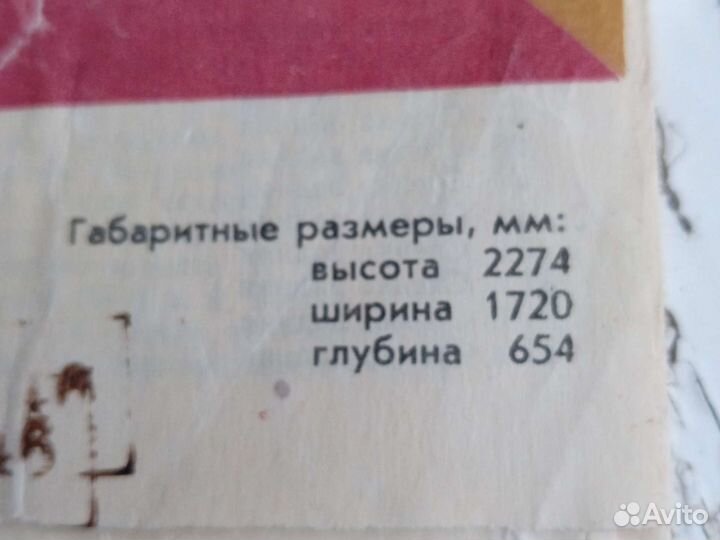 Габаритные размеры, мм:
высота 2274
ширина 1720
глубина 654
Avito